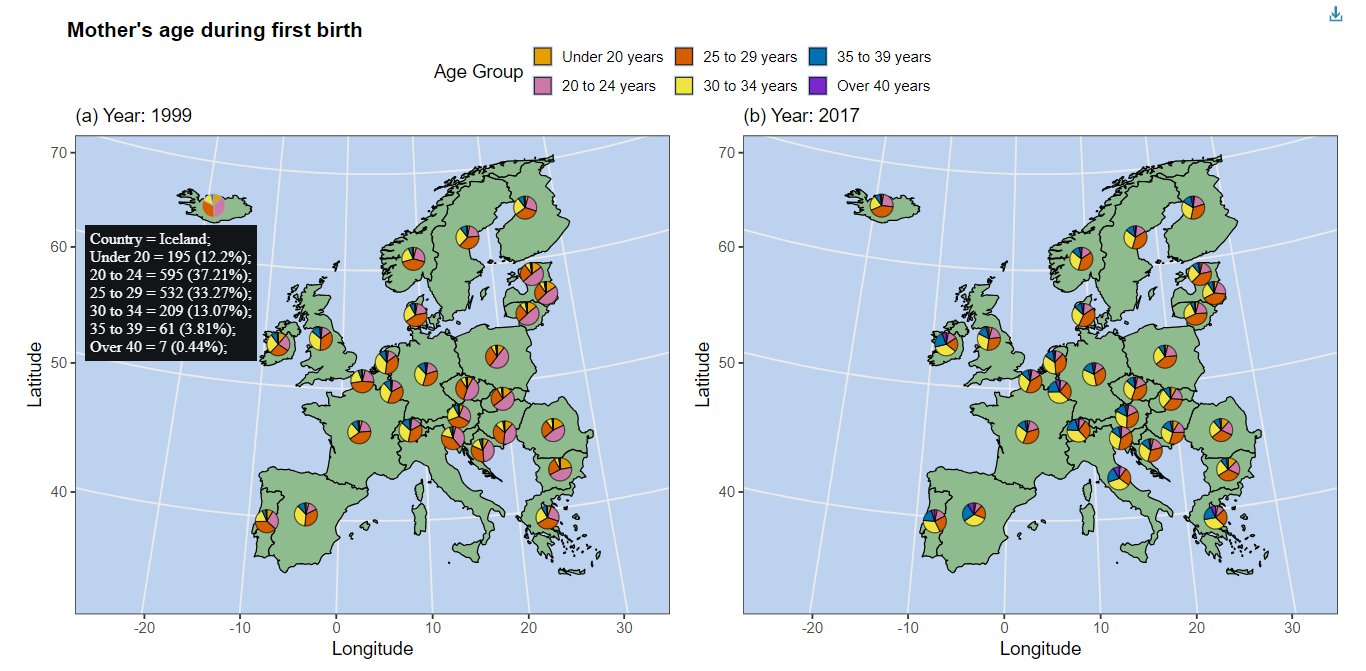 Mother's age during first birth
Age Group
Under 20 years
25 to 29 years
35 to 39 years
20 to 24 years
30 to 34 years
Over 40 years
(a) Year: 1999
(b) Year: 2017
Country = Iceland;
Under 20 = 195 (12.2%);
20 to 24 = 595 (37.21%);
25 to 29 = 532 (33.27%);
30 to 34 = 209 (13.07%);
35 to 39 = 61 (3.81%);
Over 40 = 7 (0.44%);
70
60
50
40
Latitude
-20
-10
0
10
20
30
Longitude
70
60
50
40
Latitude
-20
-10
0
10
20
30
Longitude